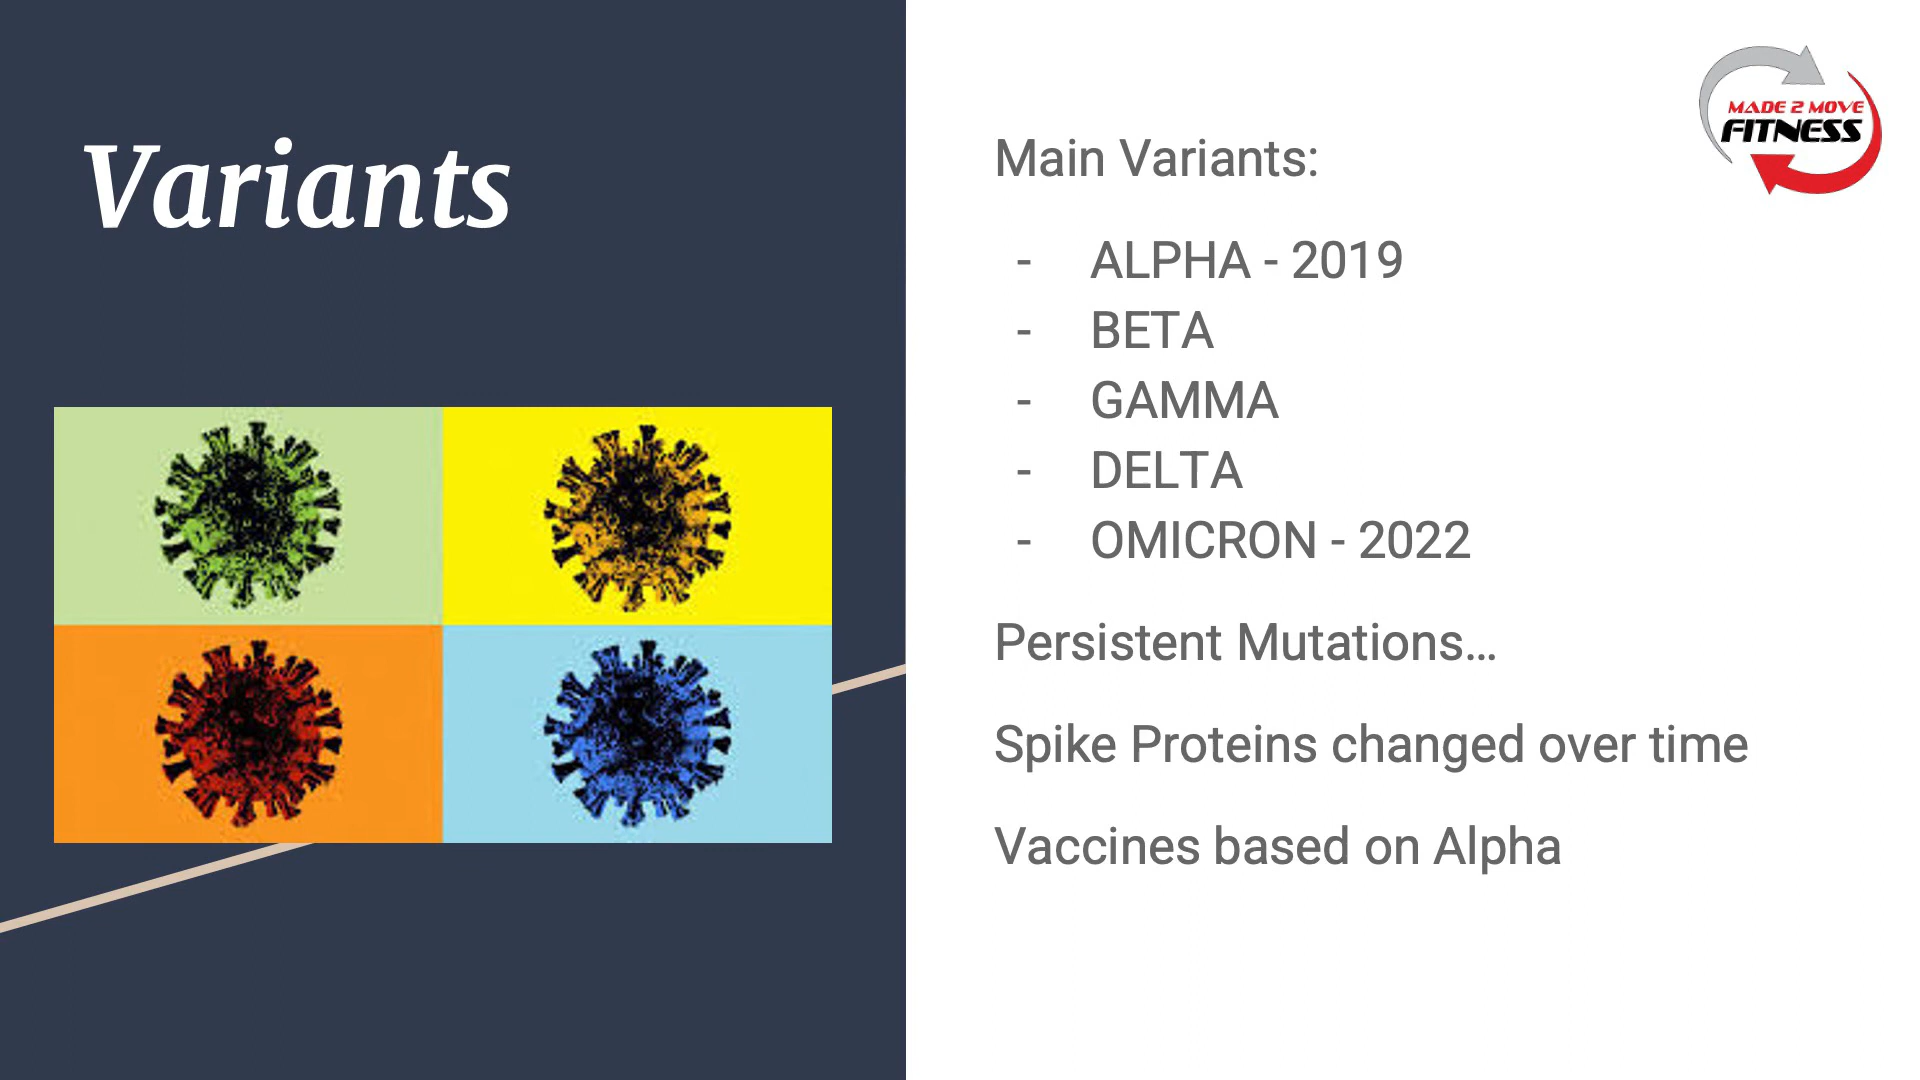 Variants
MADE 2 MOVE
FITNESS
Main Variants:
- ALPHA - 2019
- BETA
- GAMMA
- DELTA
- OMICRON - 2022
Persistent Mutations...
Spike Proteins changed over time
Vaccines based on Alpha